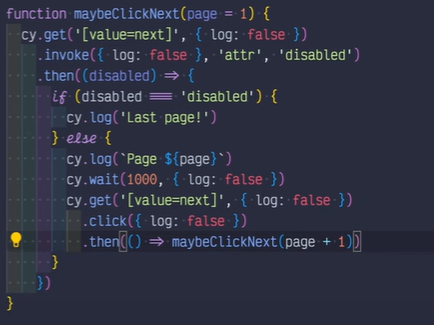 function maybeClickNext(page = 1) {
  cy.get('[value=next]', { log: false })
    .invoke({ log: false }, 'attr', 'disabled')
    .then((disabled) => {
      if (disabled === 'disabled') {
        cy.log('Last page!')
      } else {
        cy.log(`Page ${page}`)
        cy.wait(1000, { log: false })
        cy.get('[value=next]', { log: false })
          .click({ log: false })
          .then(() => maybeClickNext(page + 1))
      }
    })
}